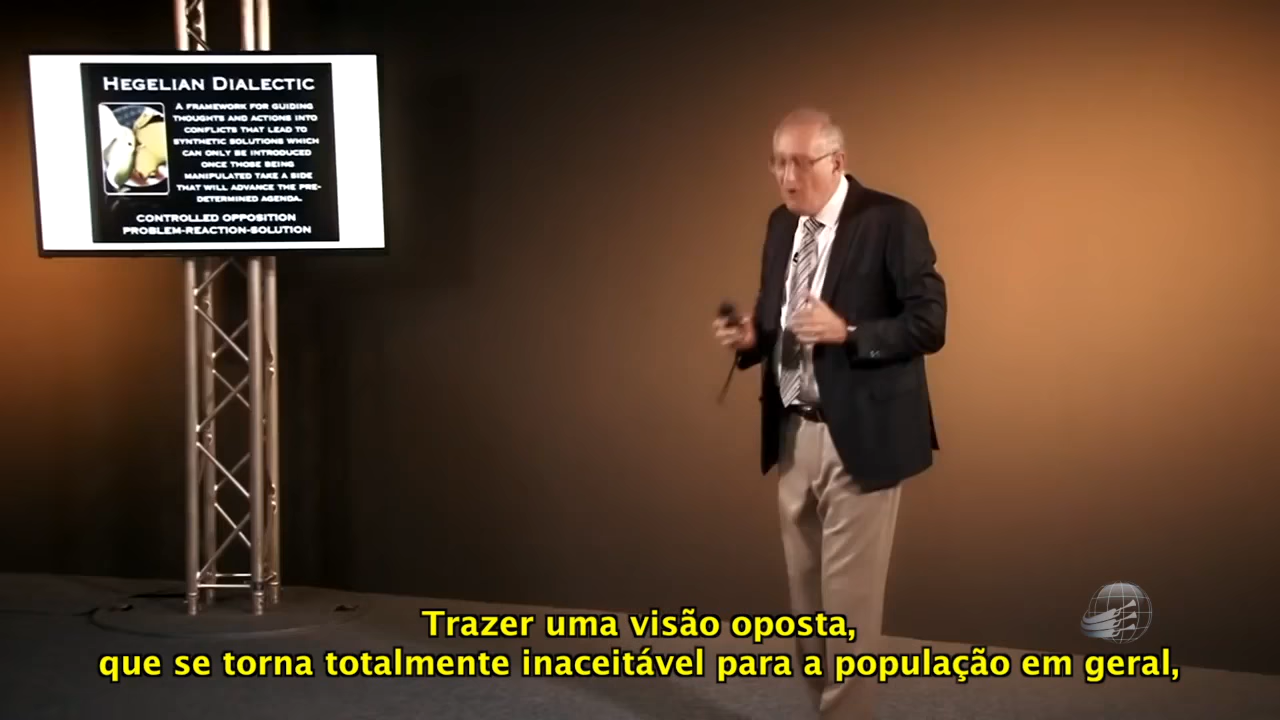 HEGELIAN DIALECTIC
A FRAMEWORK FOR GUIDING
THOUGHTS AND ACTIONS INTO
CONFLICTS THAT LEAD TO
SYNTHETIC SOLUTIONS WHICH
CAN ONLY BE INTRODUCED
ONCE THOSE BEING
MANIPULATED TAKE A SIDE
THAT WILL ADVANCE THE PRE-
DETERMINED AGENDA.
CONTROLLED OPPOSITION
PROBLEM-REACTION-SOLUTION
Trazer uma visão oposta,
que se torna totalmente inaceitável para a população em geral,